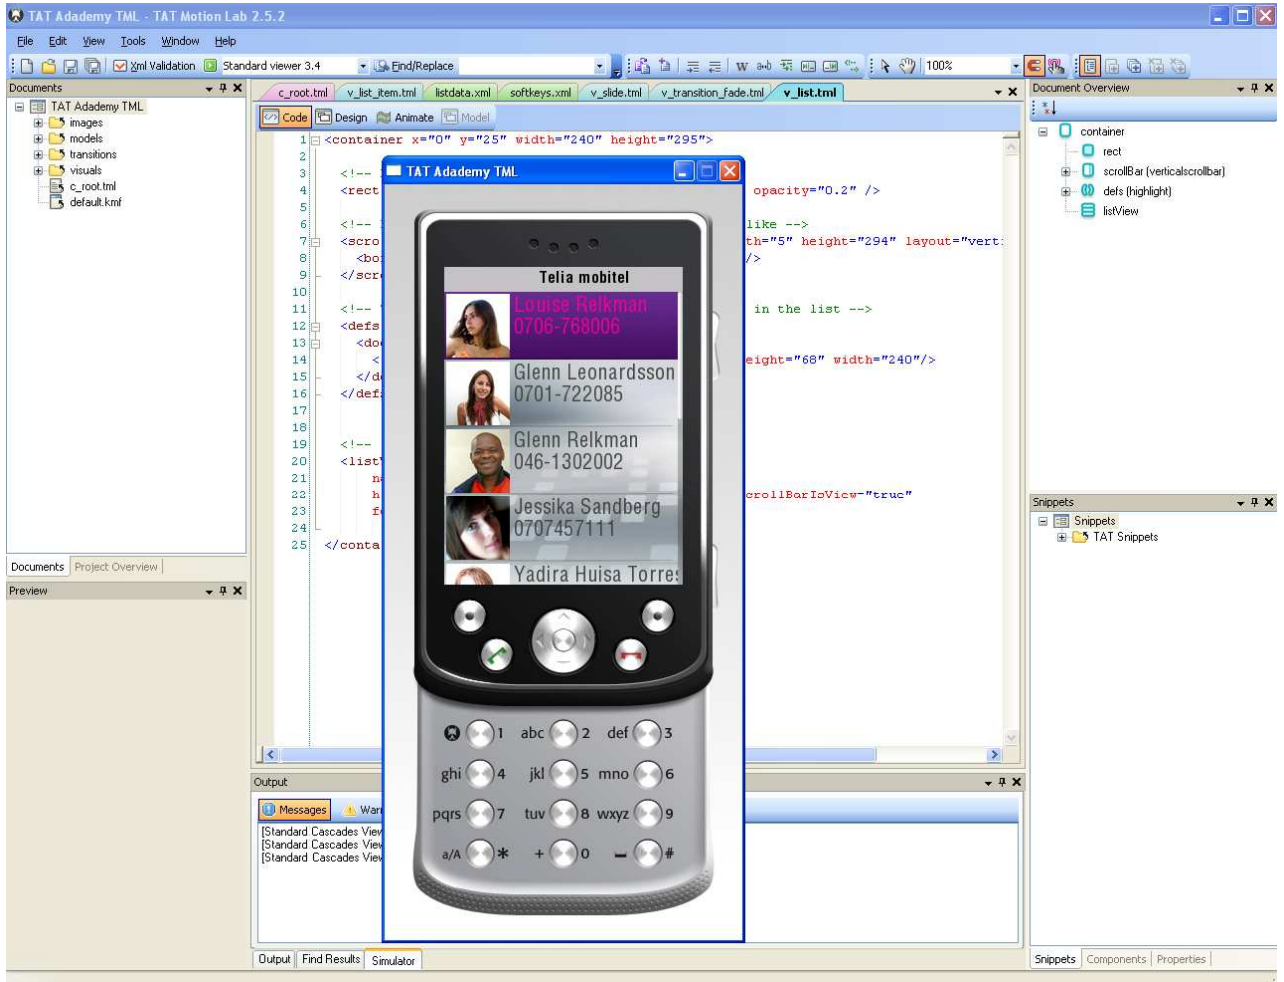 TAT Adademy TML - TAT Motion Lab 2.5.2
File Edit View Tools Window Help
Xml Validation Standard viewer 3.4 Find/Replace 100%
Documents
TAT Adademy TML
images
models
transitions
visuals
c_root.tml
default.kmf
Documents Project Overview
Preview
c_root.tml v_list_item.tml listdata.xml softkeys.xml v_slide.tml v_transition_fade.tml v_list.tml
Code Design Animate Model
1 <container x="0" y="25" width="240" height="295">
2
3 <!--
4 <rect opacity="0.2" />
5
6 <!-- like -->
7 <scro th="5" height="294" layout="vert:
8 <bo />
9 </scr
10
11 <!-- in the list -->
12 <defs
13 <do
14 < eight="68" width="240"/>
15 </d
16 </def
17
18
19 <!--
20 <list
21 n
22 h crollBarIsView="true"
23 f
24
25 </conta
TAT Adademy TML
Telia mobitel
Louise Relkman
0706-768006
Glenn Leonardsson
0701-722085
Glenn Relkman
046-1302002
Jessika Sandberg
0707457111
Yadira Huisa Torres
1 abc 2 def 3
ghi 4 jkl 5 mno 6
pqrs 7 tuv 8 wxyz 9
a/A * + 0 #
Output
Messages Warn
[Standard Cascades View
[Standard Cascades View
[Standard Cascades View
Output Find Results Simulator
Document Overview
container
rect
scrollBar (verticalscrollbar)
defs (highlight)
listView
Snippets
Snippets
TAT Snippets
Snippets Components Properties